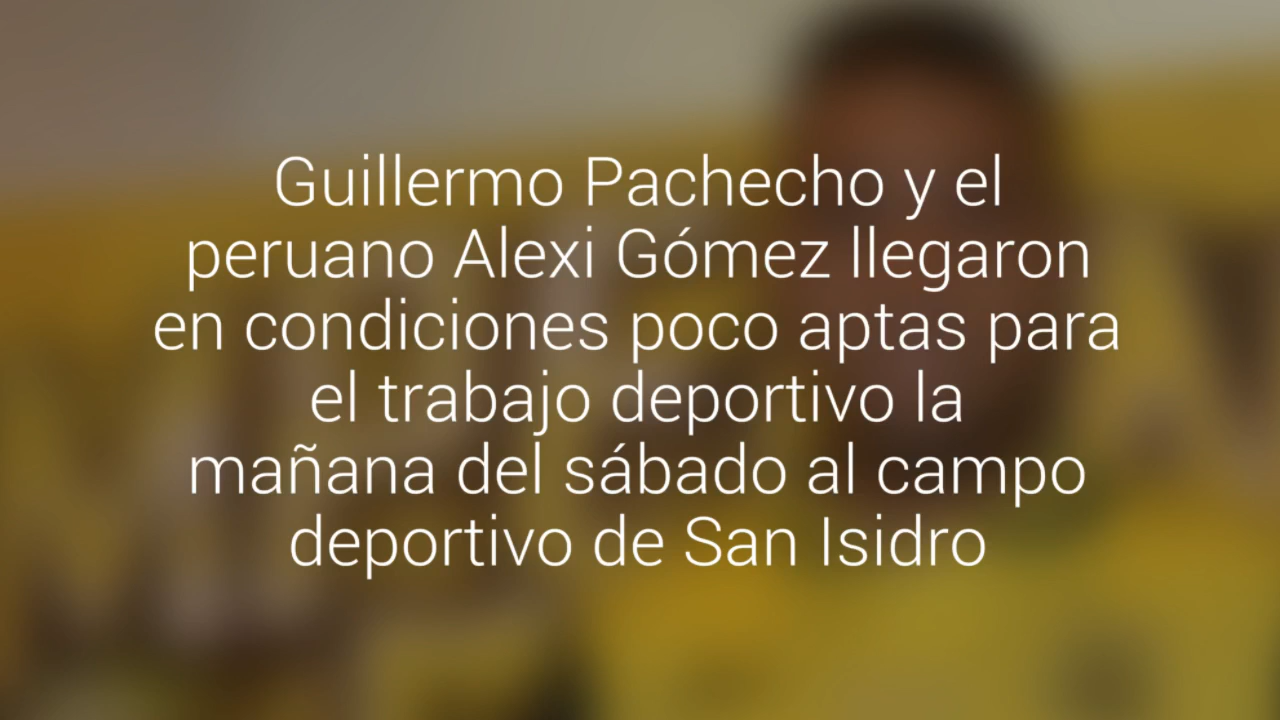 Guillermo Pachecho y el
peruano Alexi Gómez llegaron
en condiciones poco aptas para
el trabajo deportivo la
mañana del sábado al campo
deportivo de San Isidro